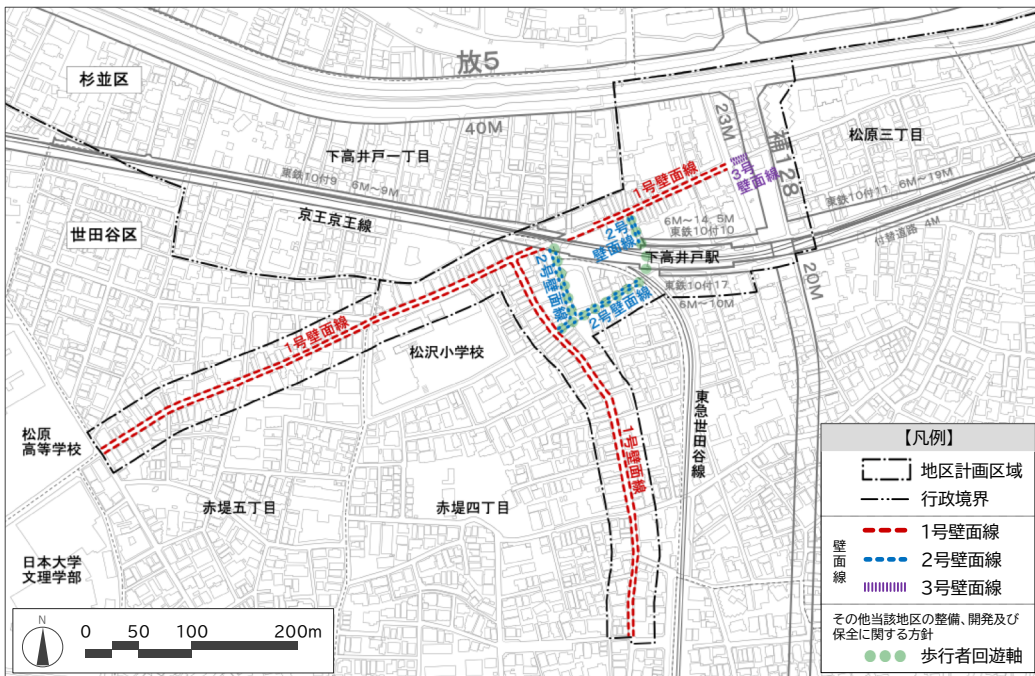 放5
杉並区
40M
23M
補128
松原三丁目
下高井戸一丁目
東鉄10付9 6M～9M
1号壁面線
3号
壁面線
東鉄10付11 6M～19M
京王京王線
世田谷区
6M～14.5M
東鉄10付10
2号
壁面線
付替道路 4M
下高井戸駅
2号壁面線
東鉄10付17
6M～10M
20M
2号壁面線
1号壁面線
松沢小学校
東急世田谷線
松原
高等学校
1号壁面線
赤堤五丁目
赤堤四丁目
日本大学
文理学部
N
0 50 100 200m
【凡例】
地区計画区域
行政境界
壁面線
1号壁面線
2号壁面線
3号壁面線
その他当該地区の整備、開発及び
保全に関する方針
歩行者回遊軸